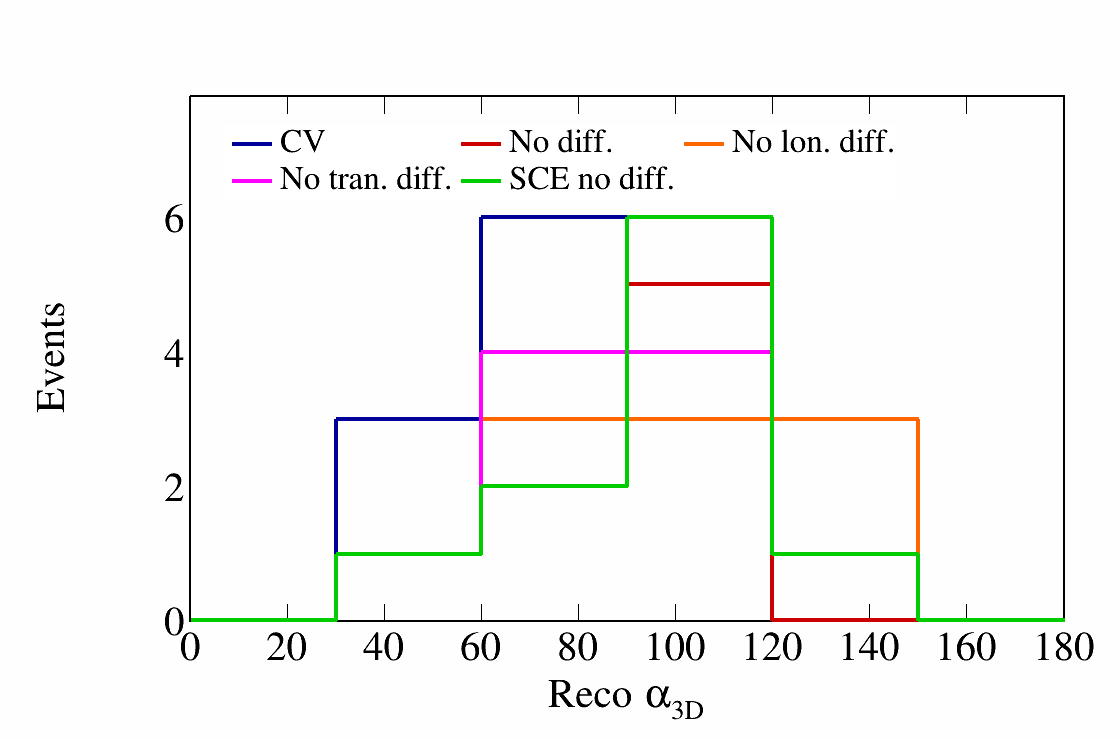 CV No diff. No lon. diff.
No tran. diff. SCE no diff.
6
4
2
0
Events
0 20 40 60 80 100 120 140 160 180
Reco α3D